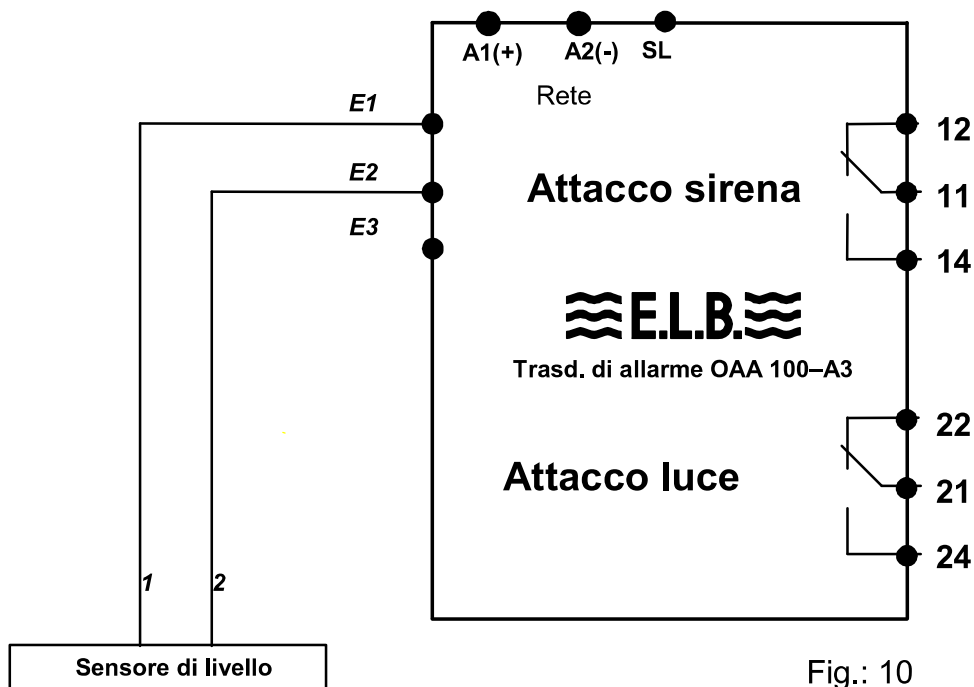 A1(+) A2(-) SL
Rete
E1
E2
E3
12
Attacco sirena
11
14
E.L.B.
Trasd. di allarme OAA 100–A3
22
Attacco luce
21
24
1 2
Sensore di livello
Fig.: 10